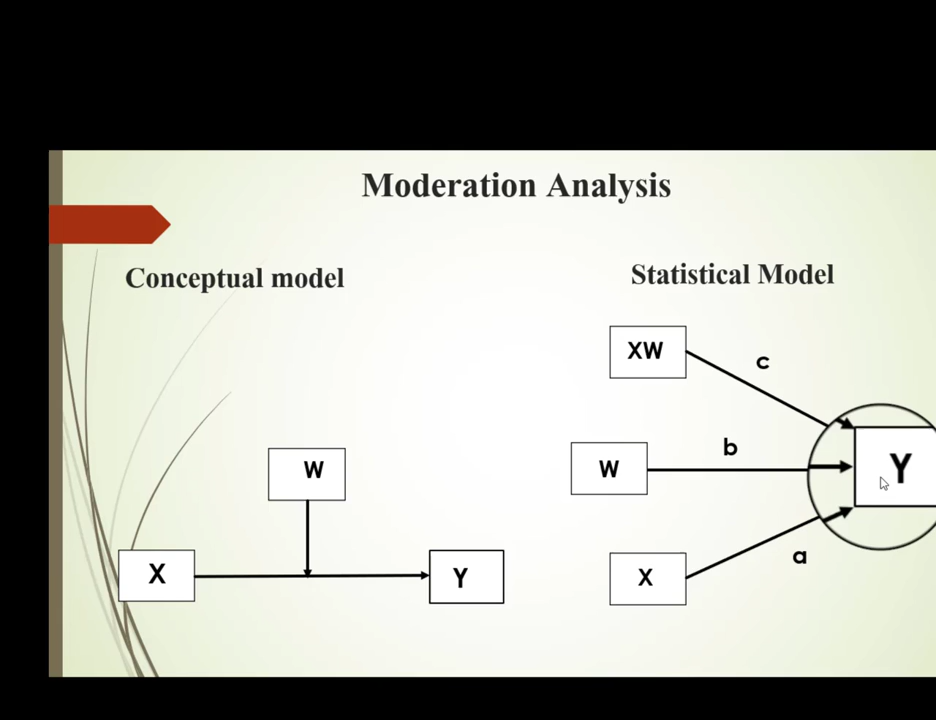 Moderation Analysis
Conceptual model
W
X
Y
Statistical Model
XW
c
W
b
Y
X
a